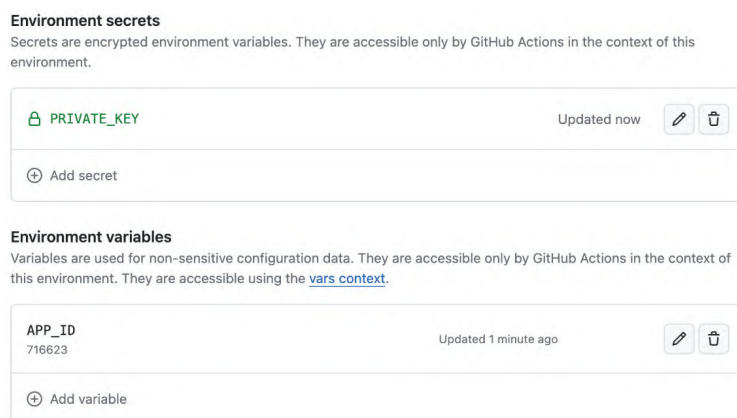 Environment secrets
Secrets are encrypted environment variables. They are accessible only by GitHub Actions in the context of this
environment.
PRIVATE_KEY
Updated now
Add secret
Environment variables
Variables are used for non-sensitive configuration data. They are accessible only by GitHub Actions in the context of
this environment. They are accessible using the vars context.
APP_ID
716623
Updated 1 minute ago
Add variable